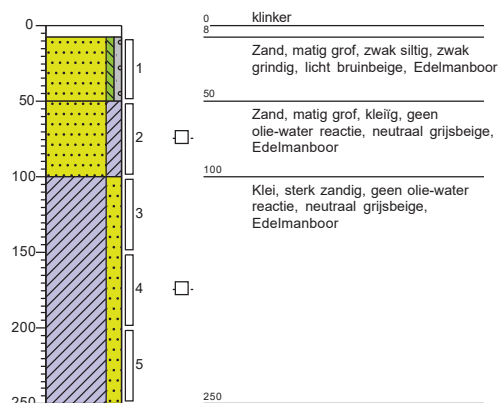 0
50
100
150
200
250
1
2
3
4
5
0 klinker
8
Zand, matig grof, zwak siltig, zwak
grindig, licht bruinbeige, Edelmanboor
50
Zand, matig grof, kleiïg, geen
olie-water reactie, neutraal grijsbeige,
Edelmanboor
100
Klei, sterk zandig, geen olie-water
reactie, neutraal grijsbeige,
Edelmanboor
250